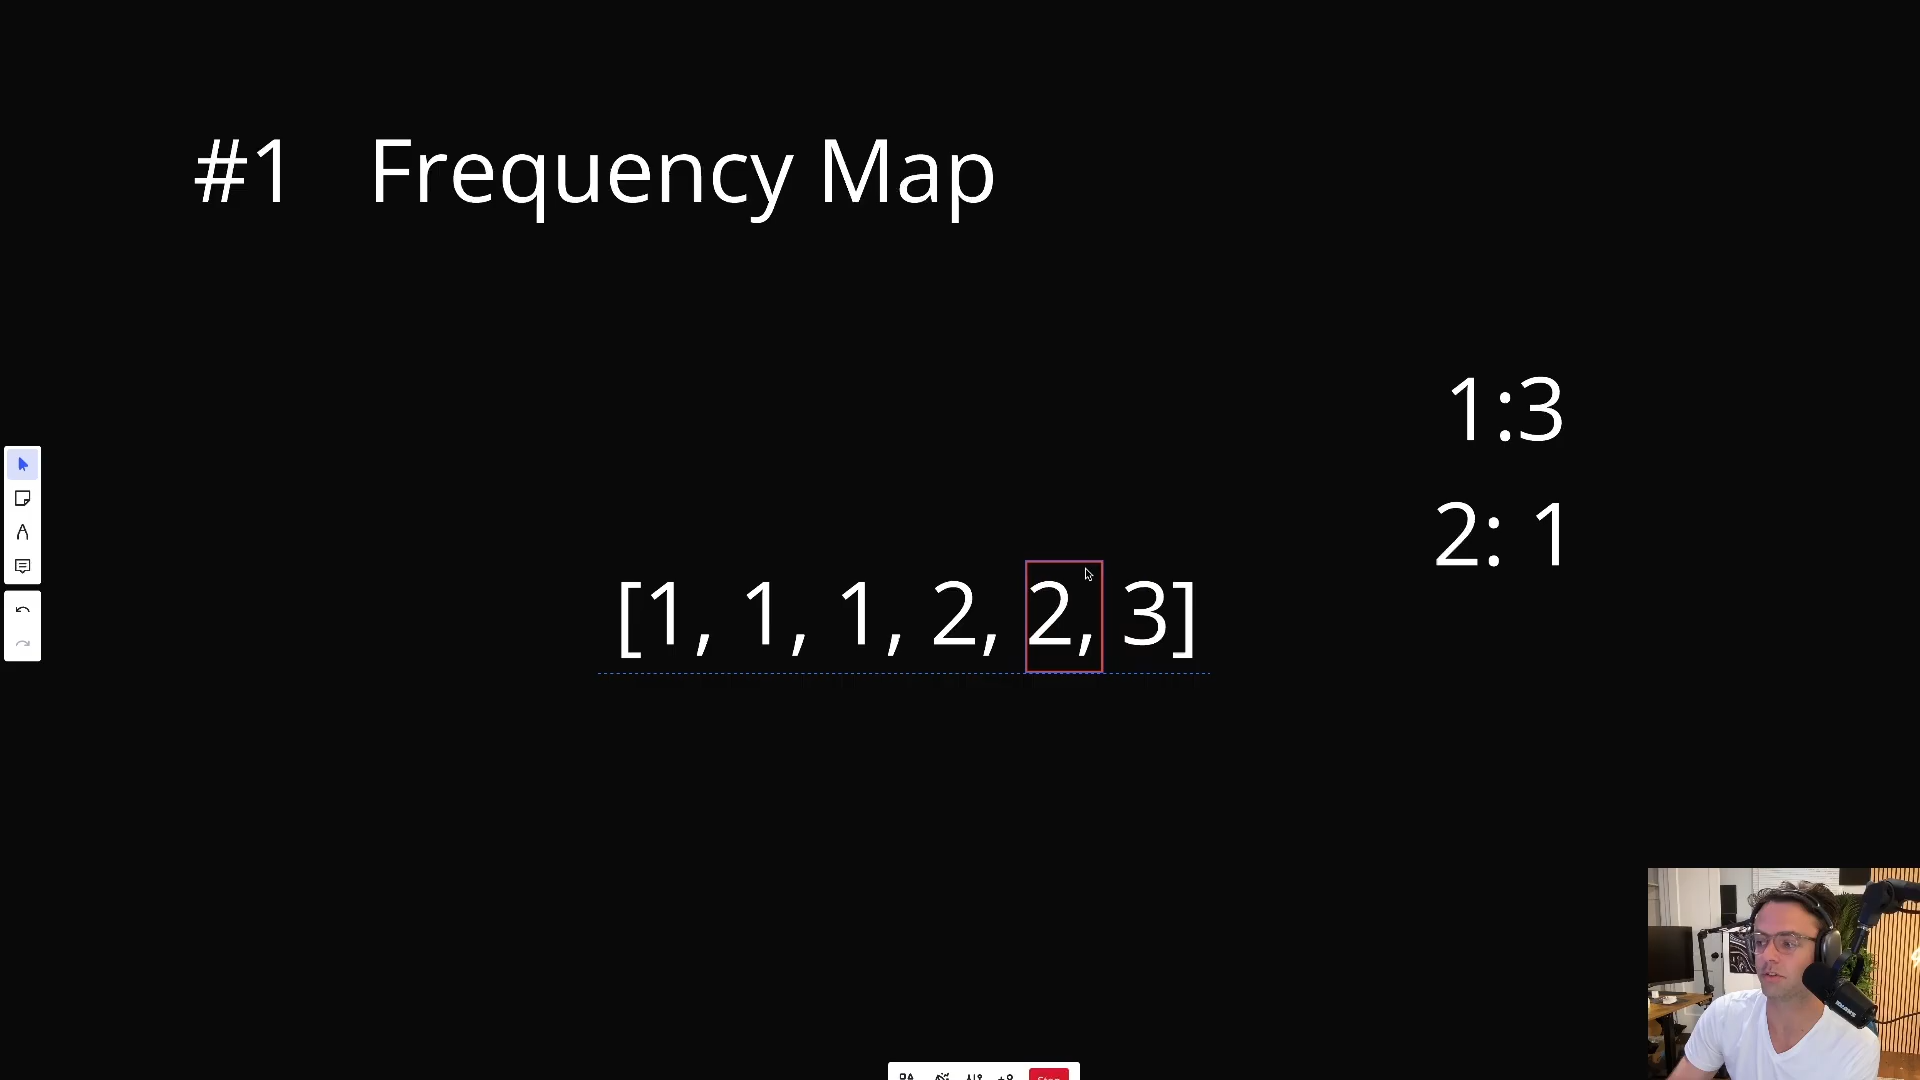 #1 Frequency Map
1:3
2: 1
[1, 1, 1, 2, 2, 3]